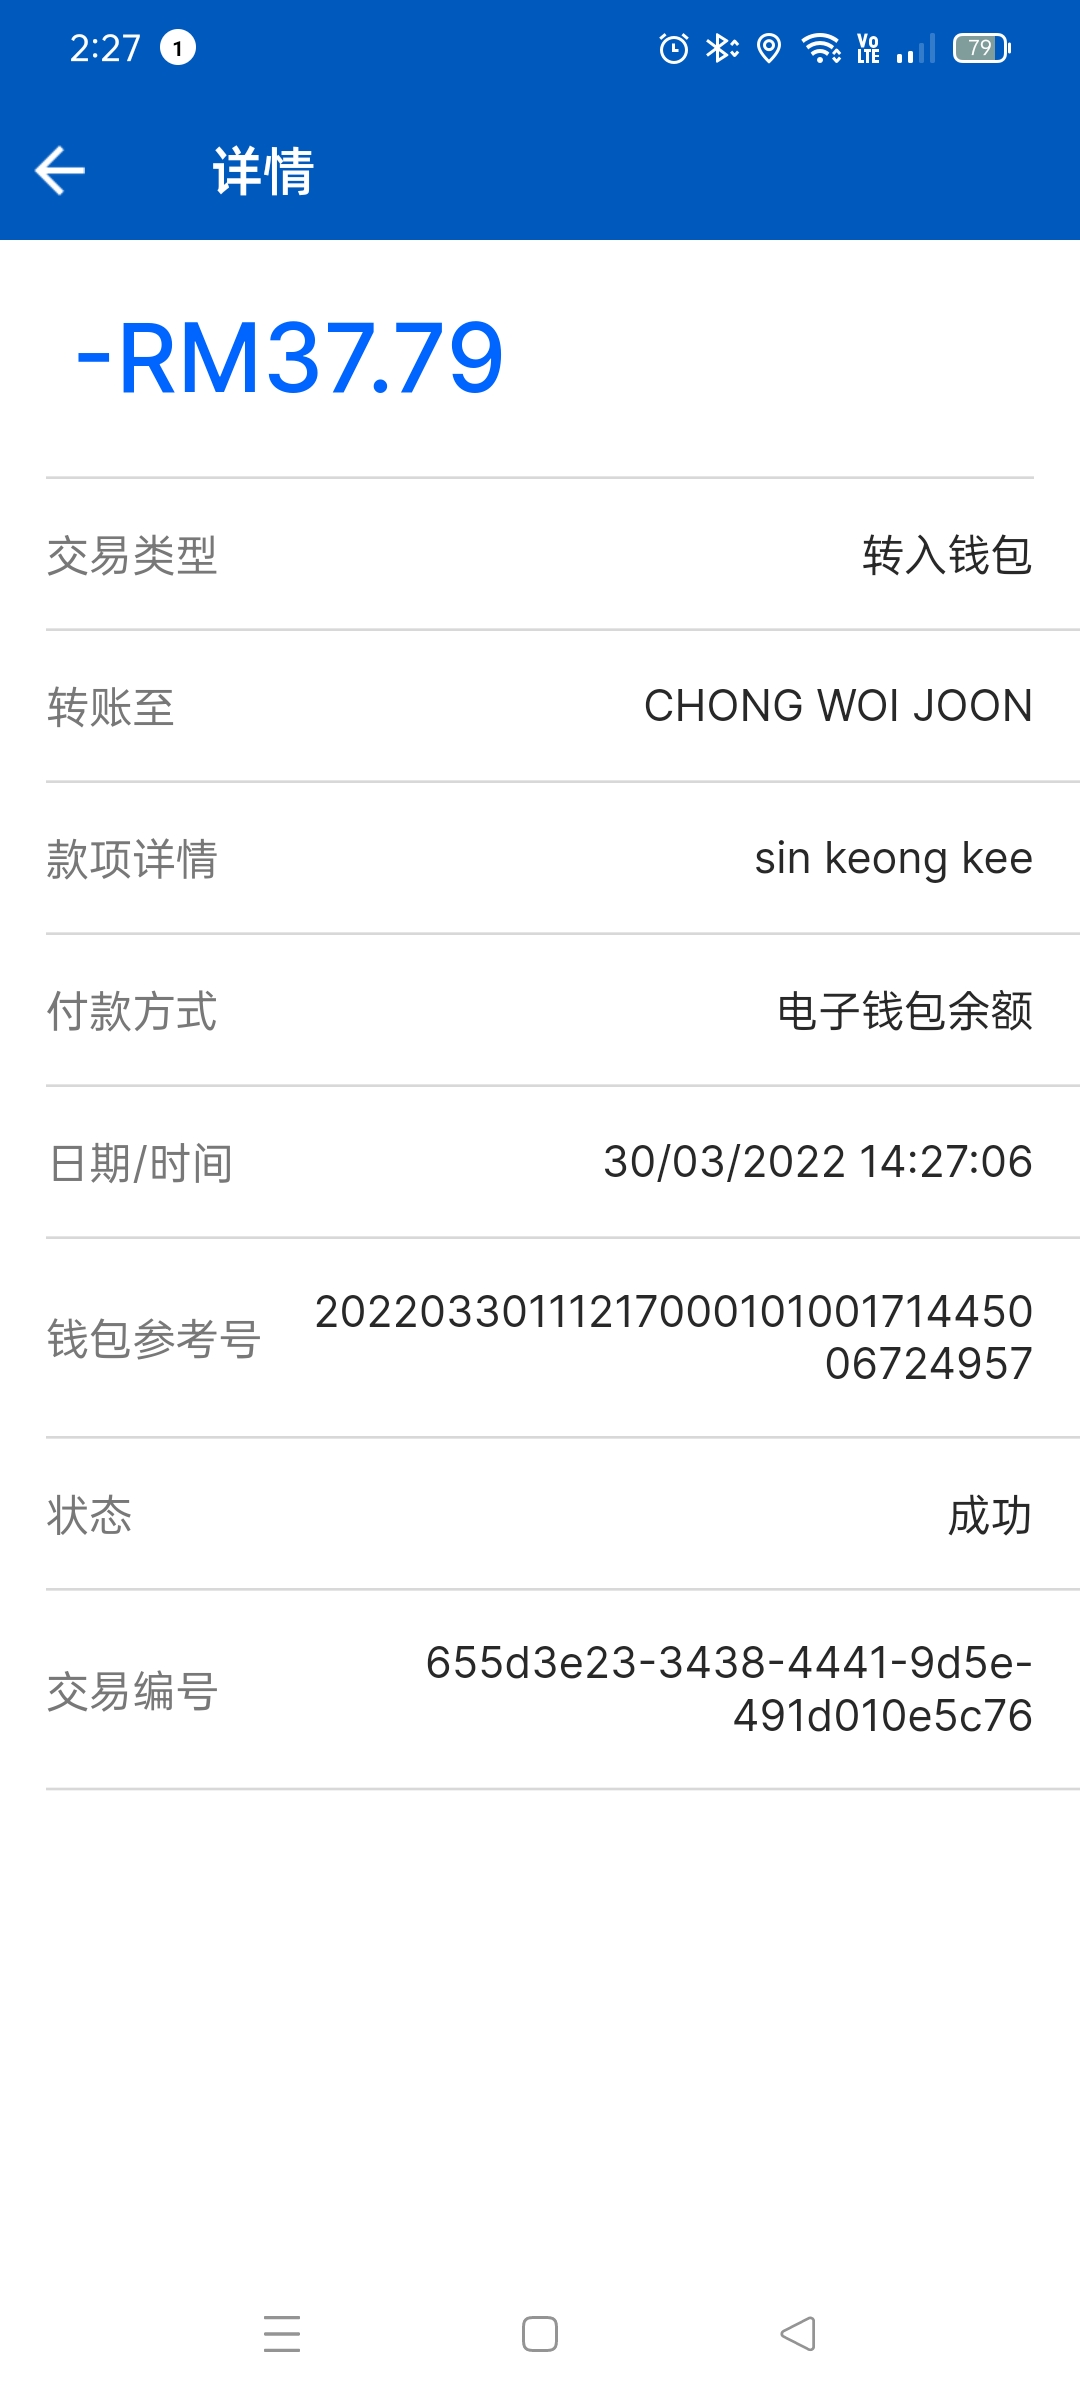 2:27 1 Vo LTE 79
详情
-RM37.79
交易类型 转入钱包
转账至 CHONG WOI JOON
款项详情 sin keong kee
付款方式 电子钱包余额
日期/时间 30/03/2022 14:27:06
钱包参考号 2022033011121700010100171445006724957
状态 成功
交易编号 655d3e23-3438-4441-9d5e-
491d010e5c76